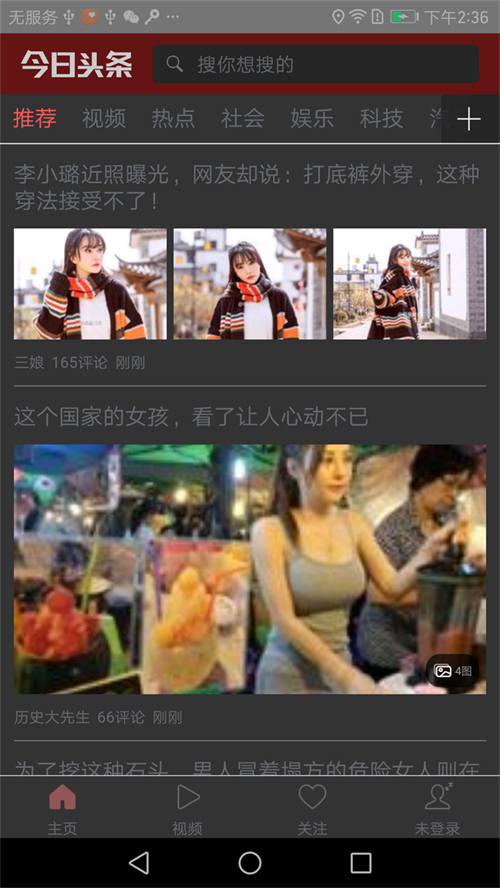 无服务 下午2:36
今日头条 搜你想搜的
推荐 视频 热点 社会 娱乐 科技
李小璐近照曝光，网友却说：打底裤外穿，这种
穿法接受不了！
三娘 165评论 刚刚
这个国家的女孩，看了让人心动不已
4图
历史大先生 66评论 刚刚
为了挖这种石头，男人冒着塌方的危险女人则在
主页 视频 关注 未登录